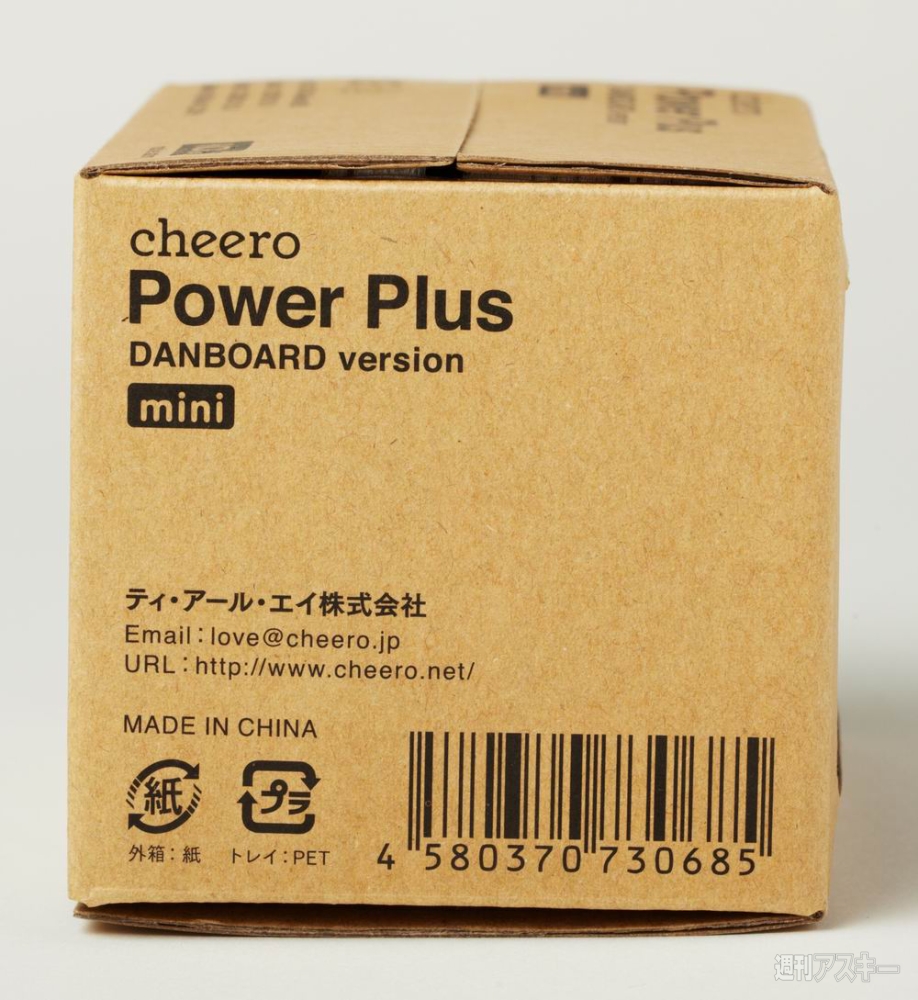 cheero
Power Plus
DANBOARD version
mini
ティ・アール・エイ株式会社
Email：love@cheero.jp
URL：http://www.cheero.net/
MADE IN CHINA
紙
プラ
外箱：紙
トレイ：PET
4 580370 730685
週刊アスキー